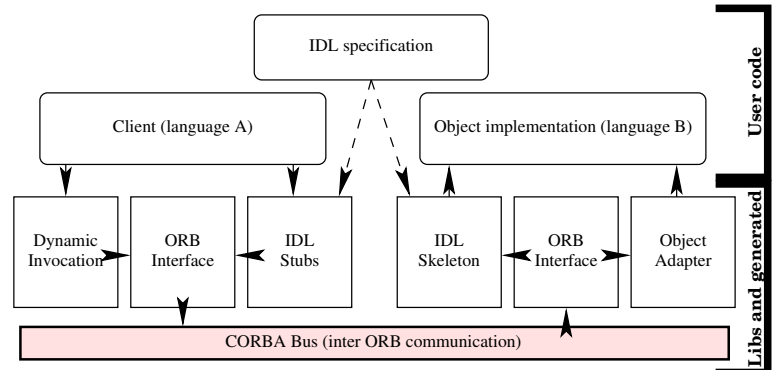 IDL specification
User code
Client (language A)
Object implementation (language B)
Dynamic
Invocation
ORB
Interface
IDL
Stubs
IDL
Skeleton
ORB
Interface
Object
Adapter
Libs and generated
CORBA Bus (inter ORB communication)